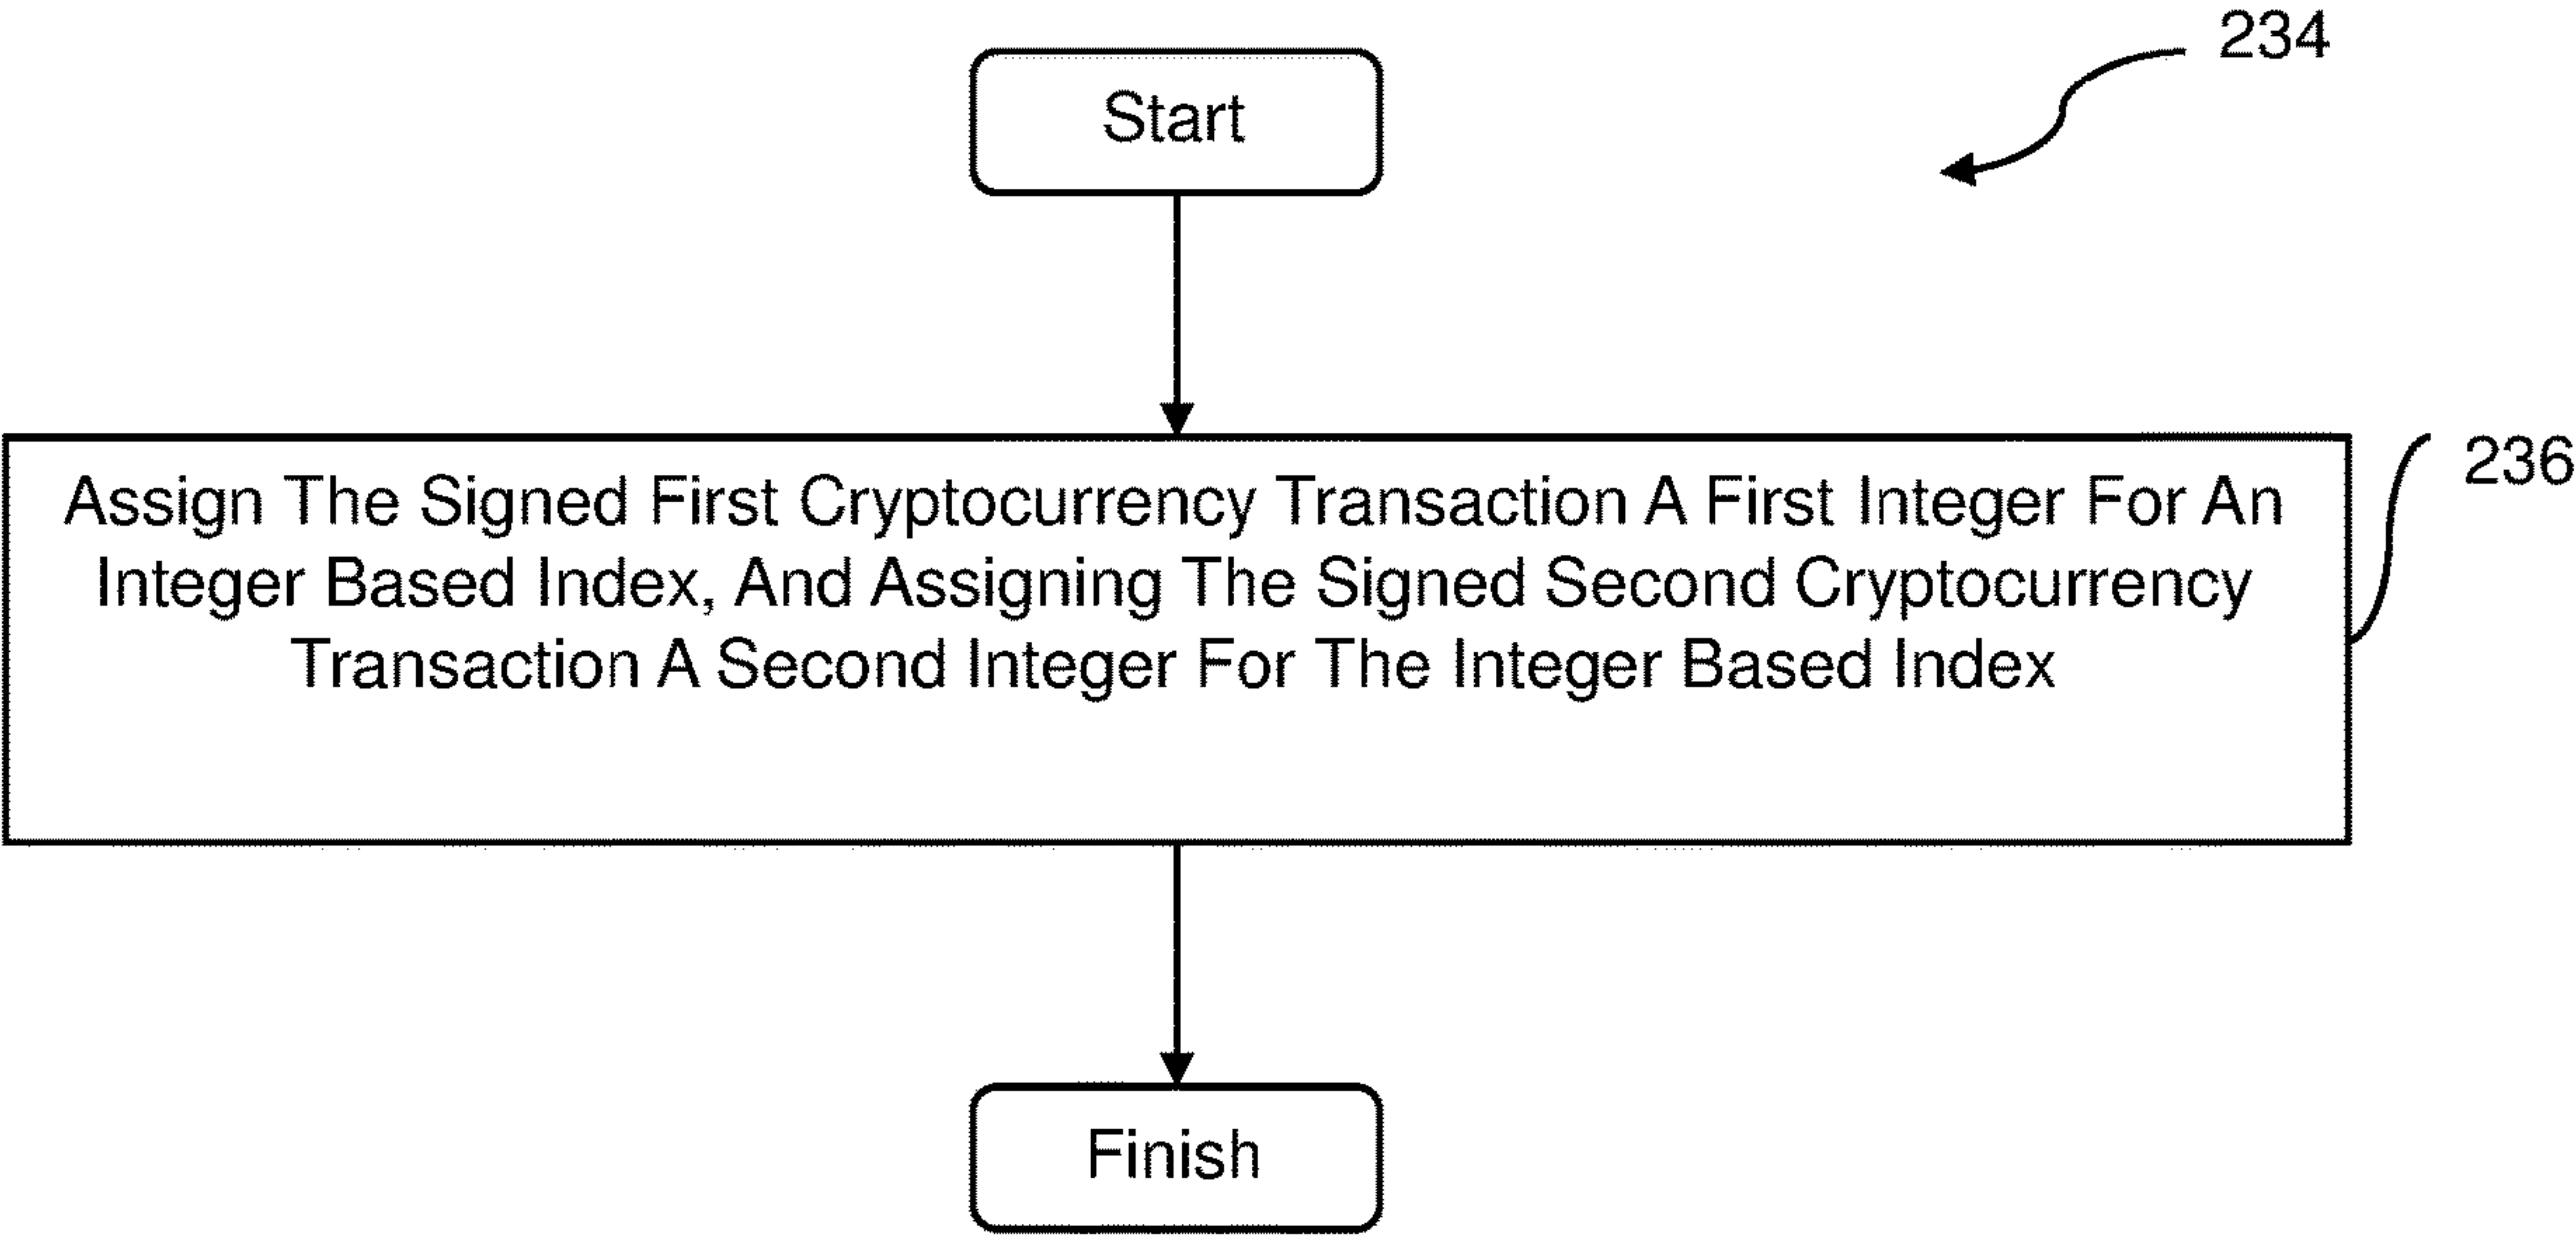 234
Start
236
Assign The Signed First Cryptocurrency Transaction A First Integer For An
Integer Based Index, And Assigning The Signed Second Cryptocurrency
Transaction A Second Integer For The Integer Based Index
Finish